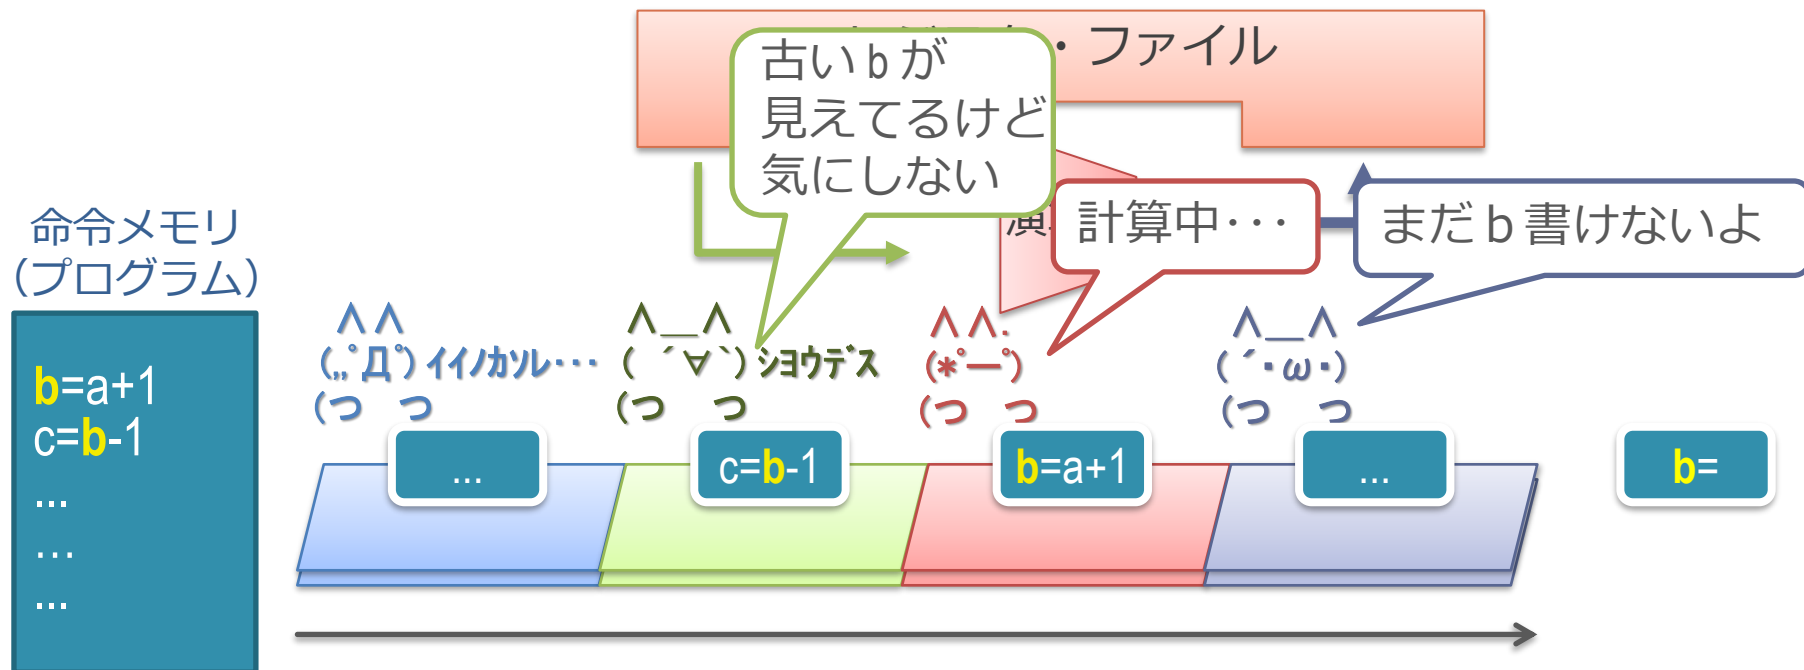 ・ファイル
古いbが
見えてるけど
気にしない
計算中･･･
まだb書けないよ
命令メモリ
（プログラム）
b=a+1
c=b-1
...
...
...
∧∧
(,,ﾟДﾟ) ｲｲﾉｶｿﾚ･･･
(つ　つ
∧＿∧
(　´∀｀) ｼﾖｳﾃﾞｽ
(つ　つ
∧∧.
(*ﾟーﾟ)
(つ　つ
∧＿∧
(´･ω･)
(つ　つ
...
c=b-1
b=a+1
...
b=